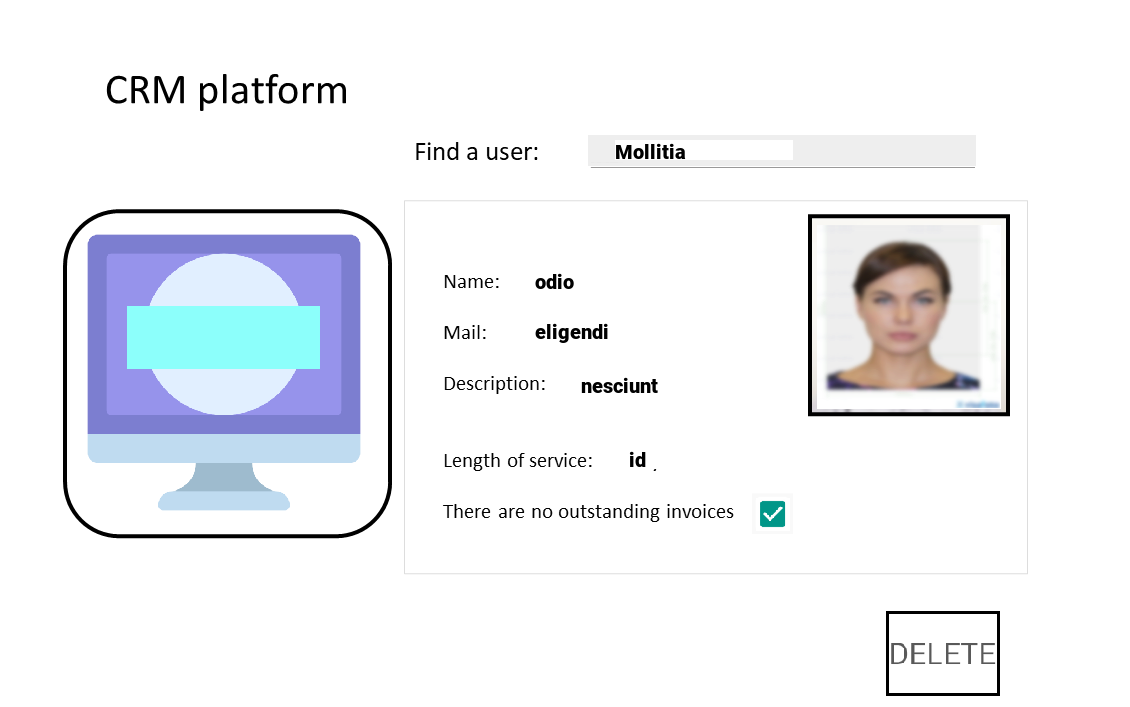 CRM platform
Find a user: Mollitia
Name: odio
Mail: eligendi
Description: nesciunt
Length of service: id .
There are no outstanding invoices
DELETE